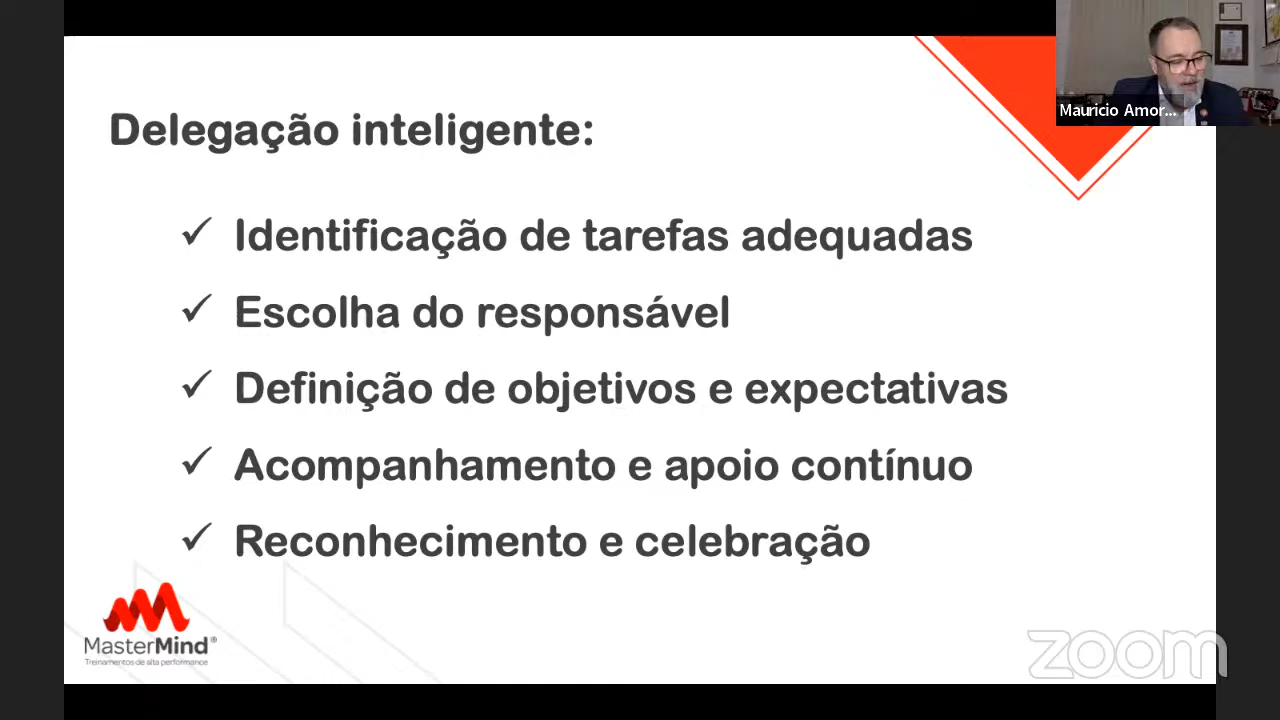 Mauricio Amor...
Delegação inteligente:
✓ Identificação de tarefas adequadas
✓ Escolha do responsável
✓ Definição de objetivos e expectativas
✓ Acompanhamento e apoio contínuo
✓ Reconhecimento e celebração
MasterMind®
Treinamentos de alta performance
zoom